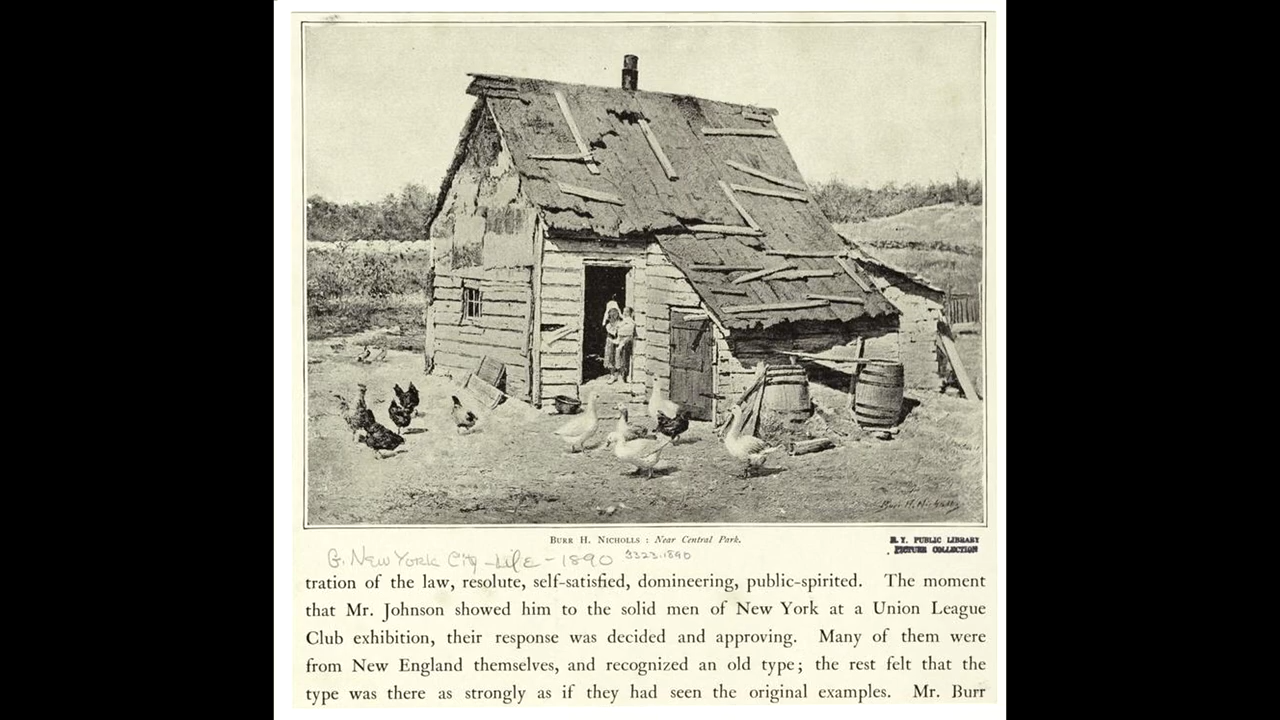 Burr H. Nicholls
BURR H. NICHOLLS : Near Central Park.
N. Y. PUBLIC LIBRARY
PICTURE COLLECTION
G. New York City - Life - 1890
tration of the law, resolute, self-satisfied, domineering, public-spirited. The moment
that Mr. Johnson showed him to the solid men of New York at a Union League
Club exhibition, their response was decided and approving. Many of them were
from New England themselves, and recognized an old type; the rest felt that the
type was there as strongly as if they had seen the original examples. Mr. Burr